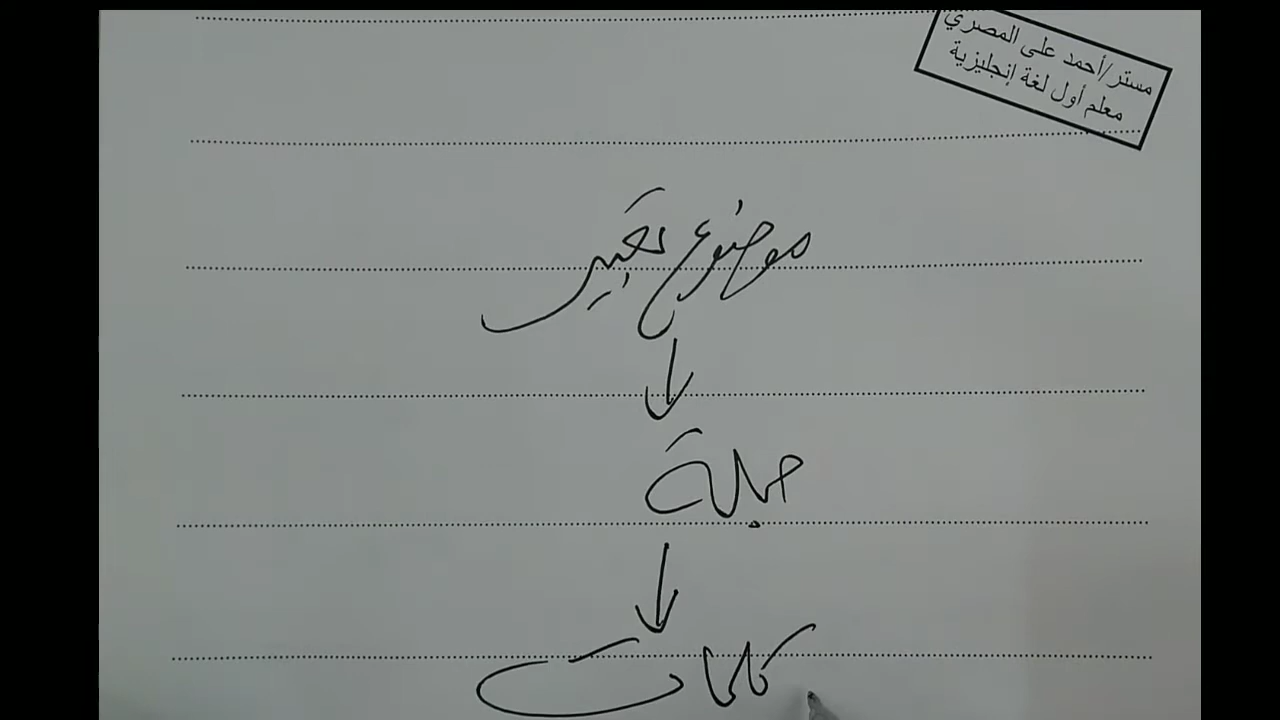 مستر/أحمد على المصري
معلم أول لغة إنجليزية
موضوع تعبير
جملة
كلمات